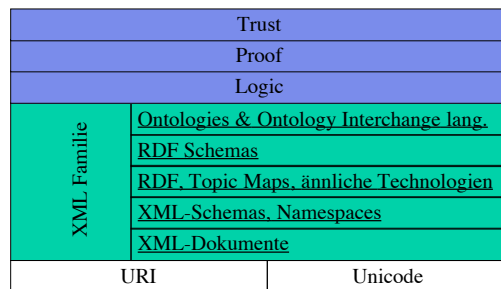 Trust
Proof
Logic
XML Familie
Ontologies & Ontology Interchange lang.
RDF Schemas
RDF, Topic Maps, ännliche Technologien
XML-Schemas, Namespaces
XML-Dokumente
URI
Unicode